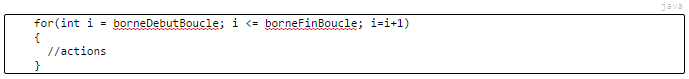 java
for(int i = borneDebutBoucle; i <= borneFinBoucle; i=i+1)
{
//actions
}